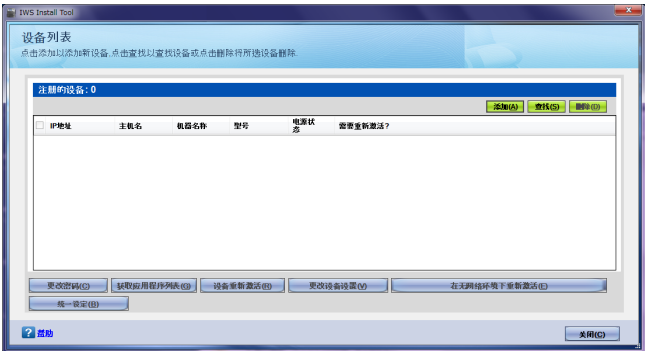 IWS Install Tool
设备列表
点击添加以添加新设备,点击查找以查找设备或点击删除将所选设备删除.
注册的设备: 0
添加(A) 查找(S) 删除(D)
IP地址 主机名 机器名称 型号 电源状态 需要重新激活?
更改密码(C) 获取应用程序列表(G) 设备重新激活(R) 更改设备设置(V) 在无网络环境下重新激活(E)
统一设定(B)
? 帮助 关闭(C)